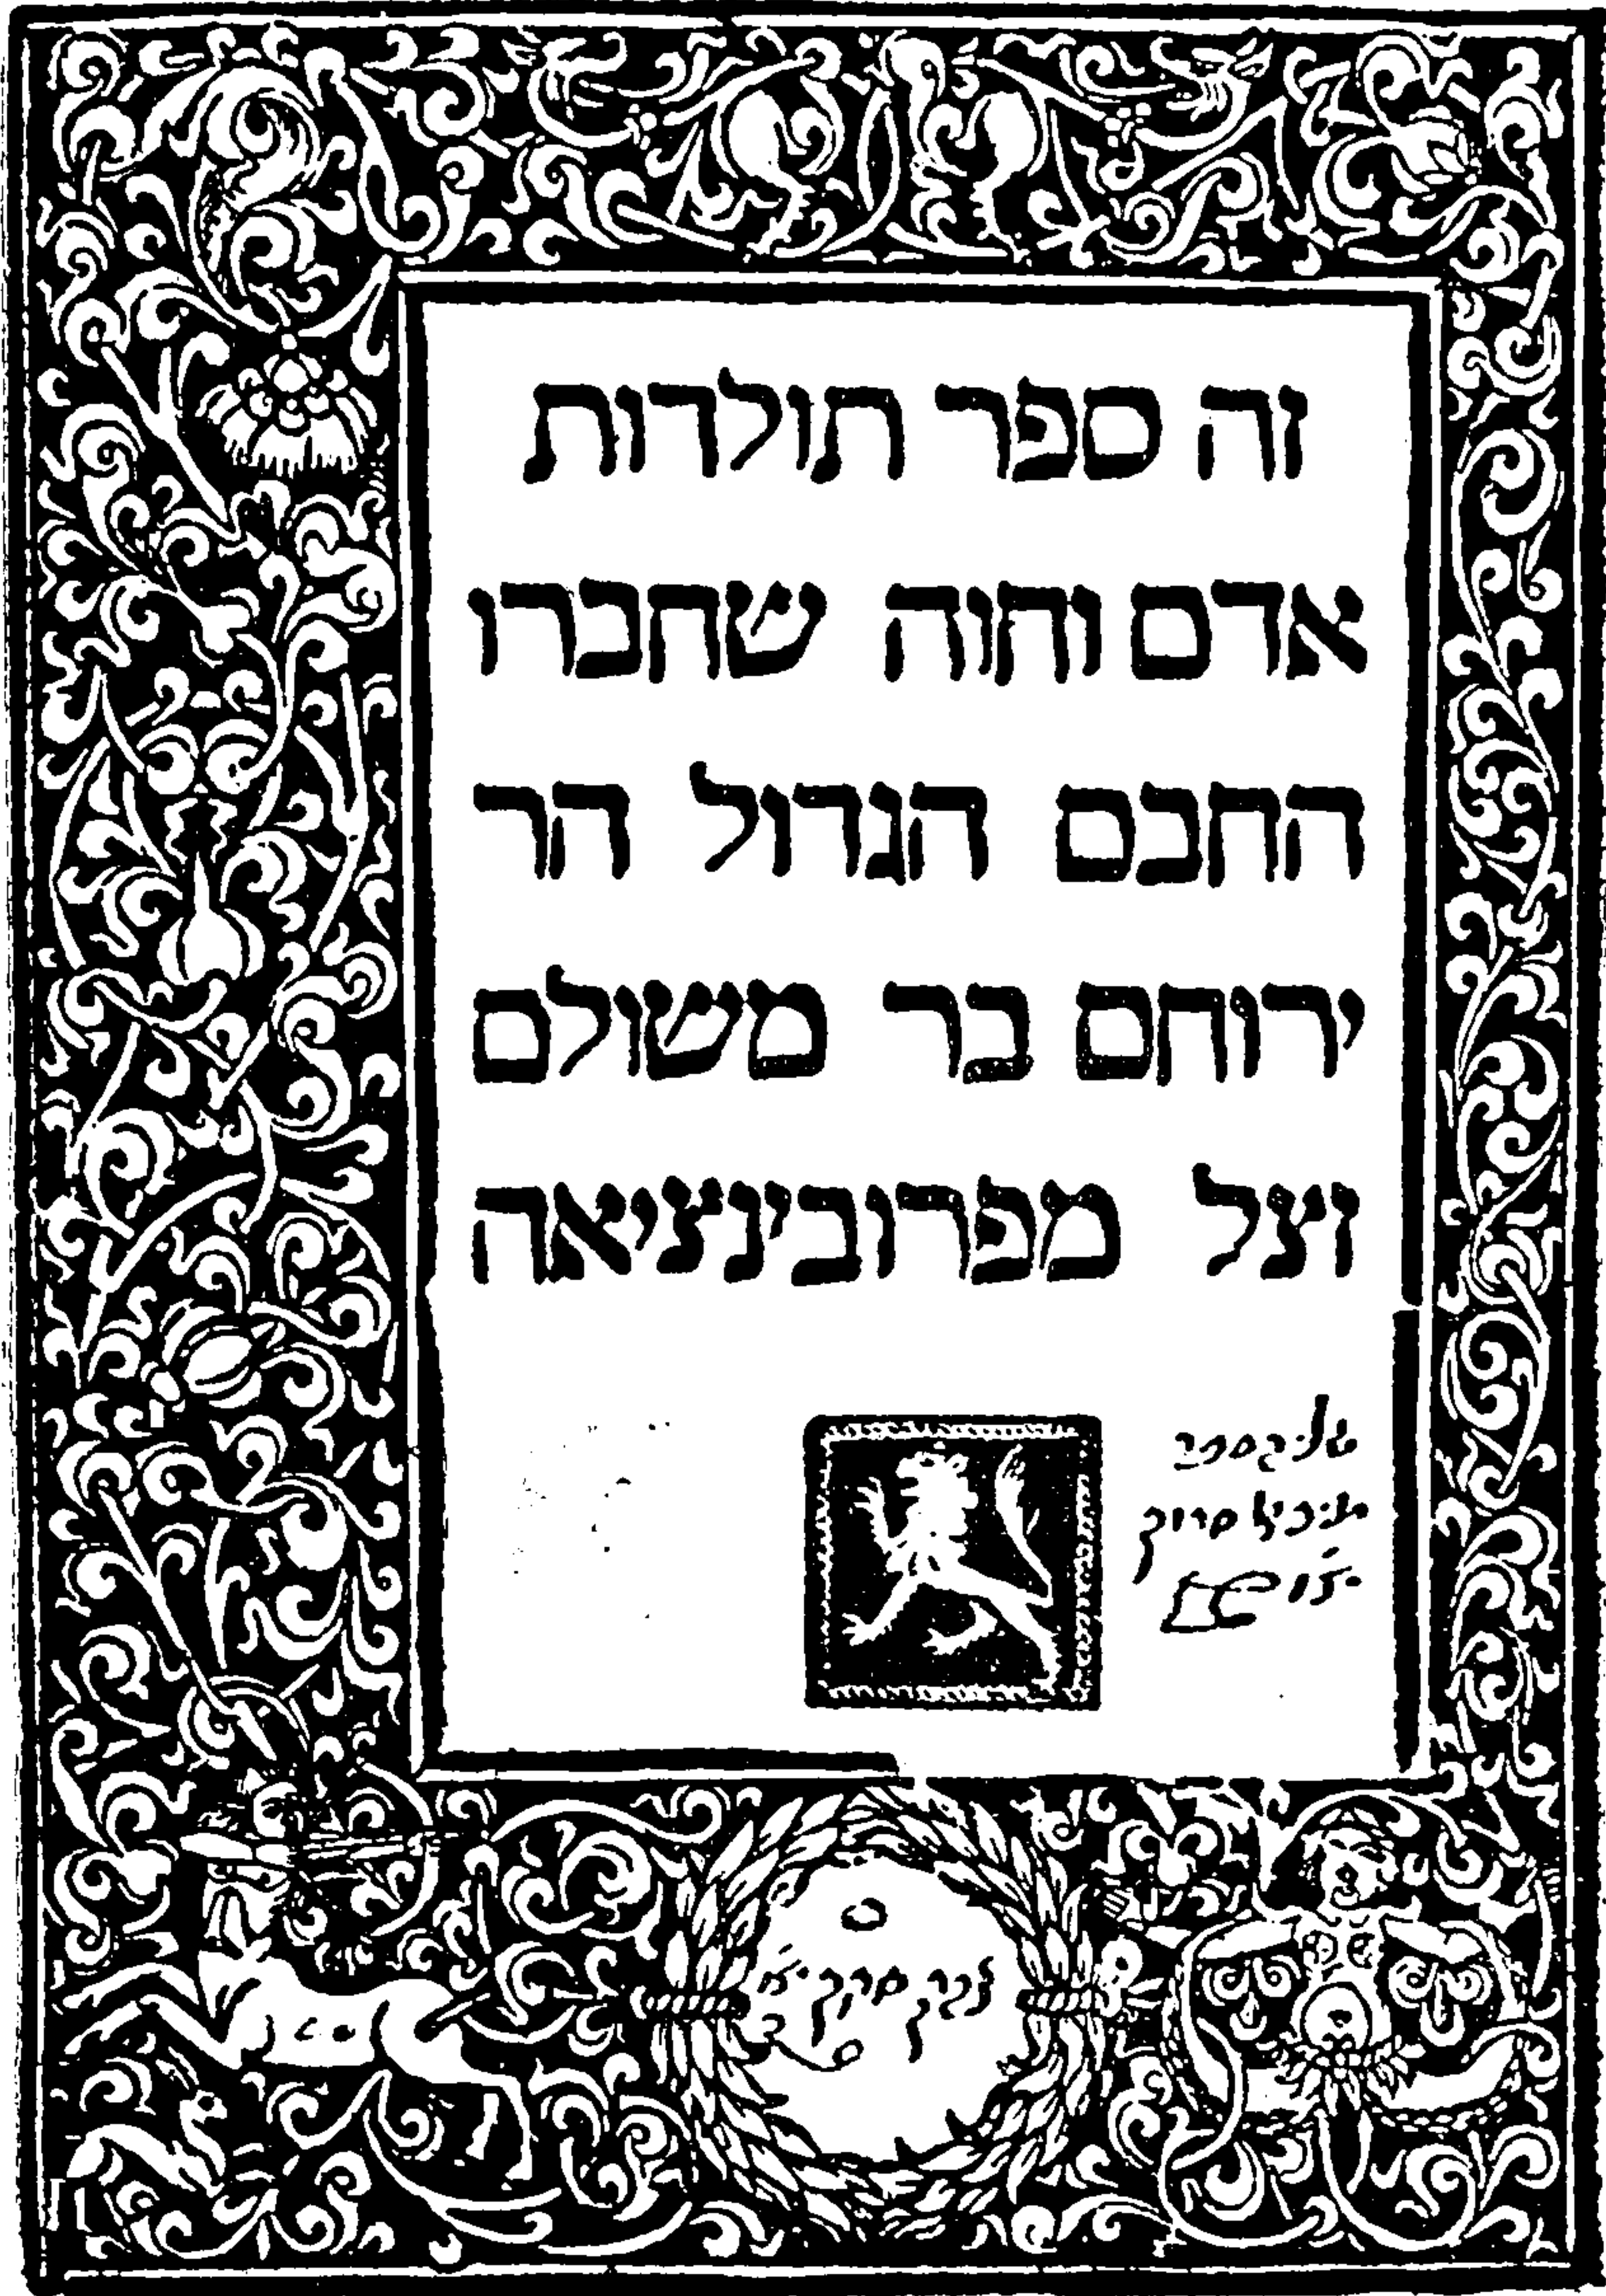 זה ספר תולדות
אדם וחוה שחברו
החכם הגדול הר
ירוחם בר משולם
זצל מפרובינציאה